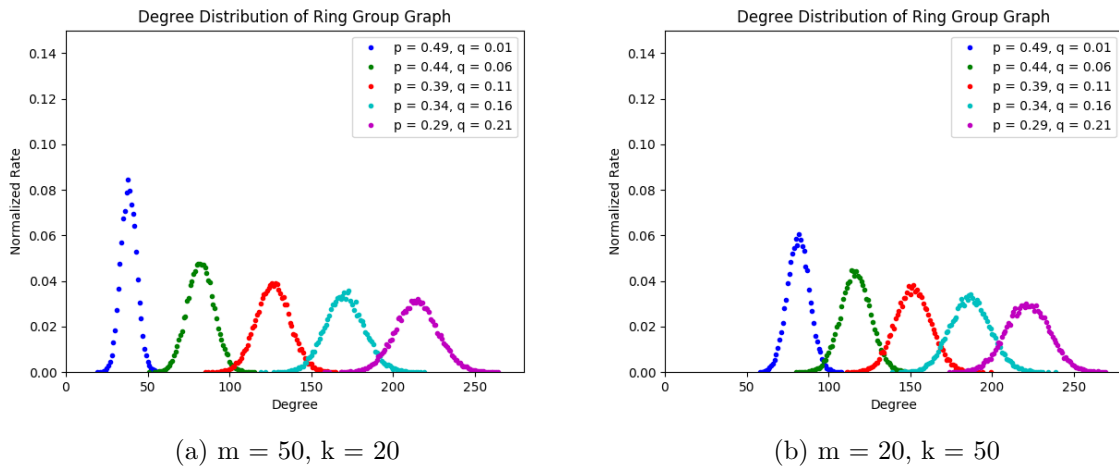 Degree Distribution of Ring Group Graph
Normalized Rate
0.14
0.12
0.10
0.08
0.06
0.04
0.02
0.00
p = 0.49, q = 0.01
p = 0.44, q = 0.06
p = 0.39, q = 0.11
p = 0.34, q = 0.16
p = 0.29, q = 0.21
0 50 100 150 200 250
Degree
(a) m = 50, k = 20
Degree Distribution of Ring Group Graph
Normalized Rate
0.14
0.12
0.10
0.08
0.06
0.04
0.02
0.00
p = 0.49, q = 0.01
p = 0.44, q = 0.06
p = 0.39, q = 0.11
p = 0.34, q = 0.16
p = 0.29, q = 0.21
0 50 100 150 200 250
Degree
(b) m = 20, k = 50